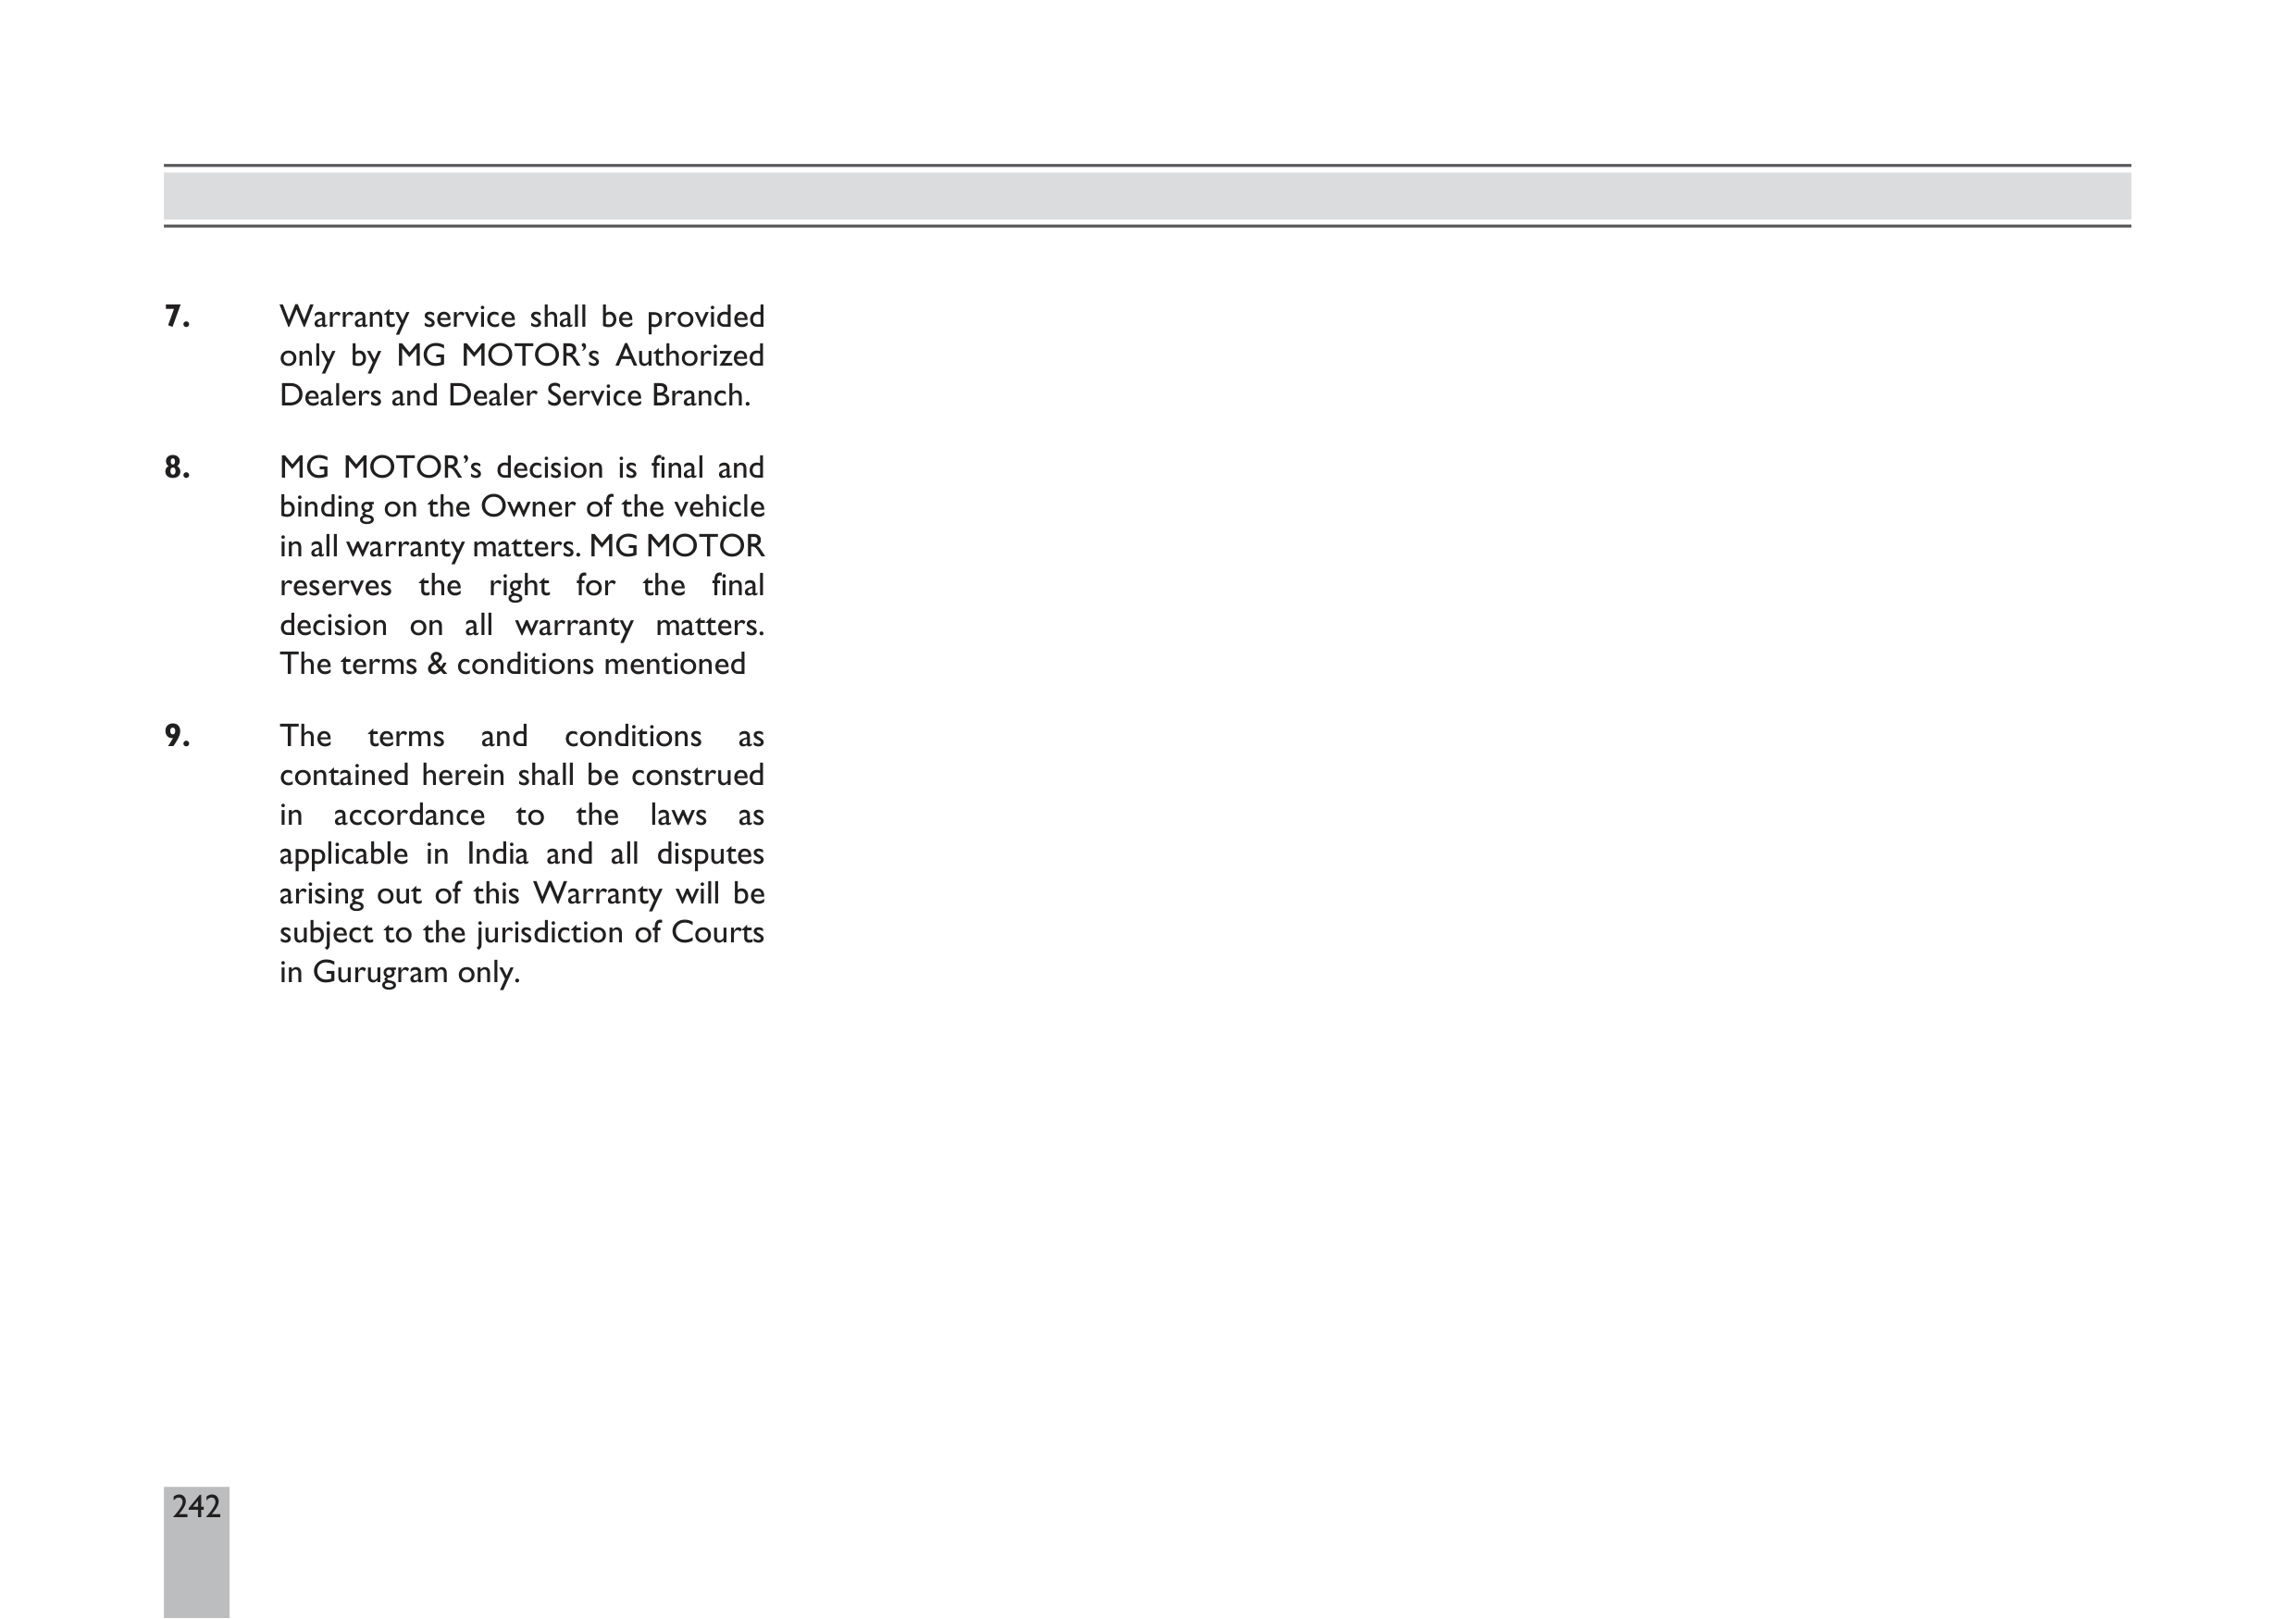 7. Warranty service shall be provided
only by MG MOTOR’s Authorized
Dealers and Dealer Service Branch.
8. MG MOTOR’s decision is final and
binding on the Owner of the vehicle
in all warranty matters. MG MOTOR
reserves the right for the final
decision on all warranty matters.
The terms & conditions mentioned
9. The terms and conditions as
contained herein shall be construed
in accordance to the laws as
applicable in India and all disputes
arising out of this Warranty will be
subject to the jurisdiction of Courts
in Gurugram only.
242